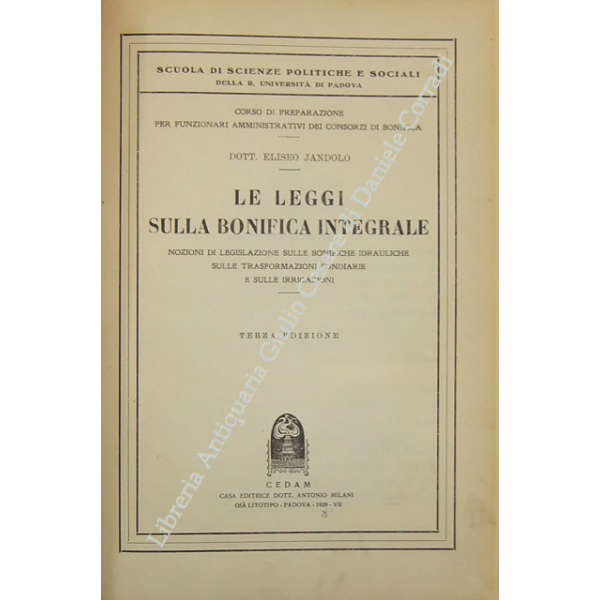 SCUOLA DI SCIENZE POLITICHE E SOCIALI
DELLA R. UNIVERSITÀ DI PADOVA
CORSO DI PREPARAZIONE
PER FUNZIONARI AMMINISTRATIVI DEI CONSORZI DI BONIFICA
DOTT. ELISEO JANDOLO
LE LEGGI
SULLA BONIFICA INTEGRALE
NOZIONI DI LEGISLAZIONE SULLE BONIFICHE IDRAULICHE
SULLE TRASFORMAZIONI FONDIARIE
E SULLE IRRIGAZIONI
TERZA EDIZIONE
CEDAM
CASA EDITRICE DOTT. ANTONIO MILANI
GIÀ LITOTIPO - PADOVA - 1929 - VII
Libreria Antiquaria Giulio Cesare di Daniele Corradi